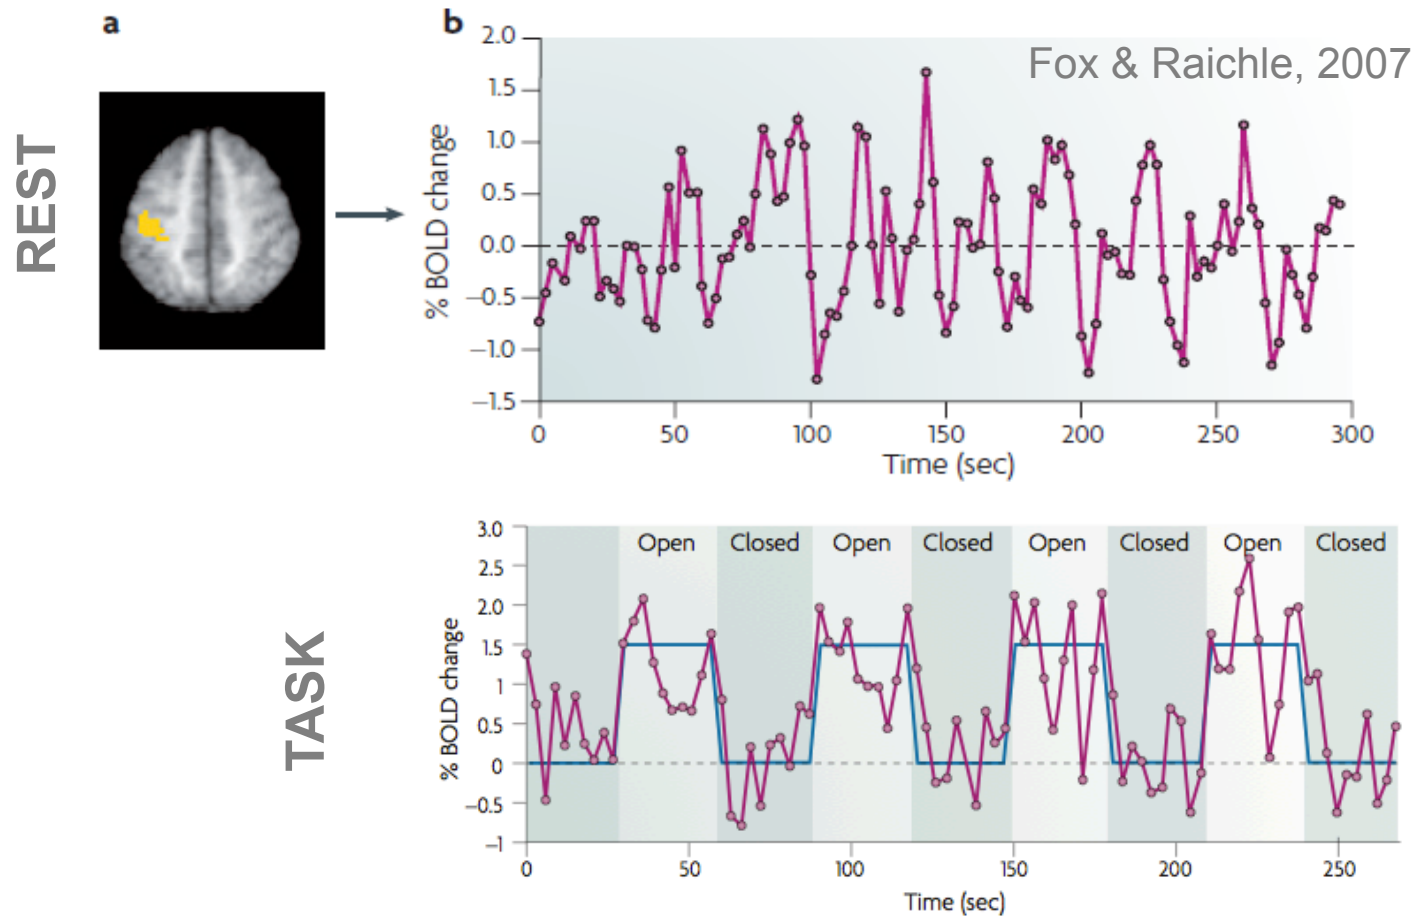 a
b
Fox & Raichle, 2007
REST
% BOLD change
2.0
1.5
1.0
0.5
0.0
–0.5
–1.0
–1.5
0 50 100 150 200 250 300
Time (sec)
TASK
% BOLD change
3.0
2.5
2.0
1.5
1
0.5
0
–0.5
–1
Open Closed Open Closed Open Closed Open Closed
0 50 100 150 200 250
Time (sec)